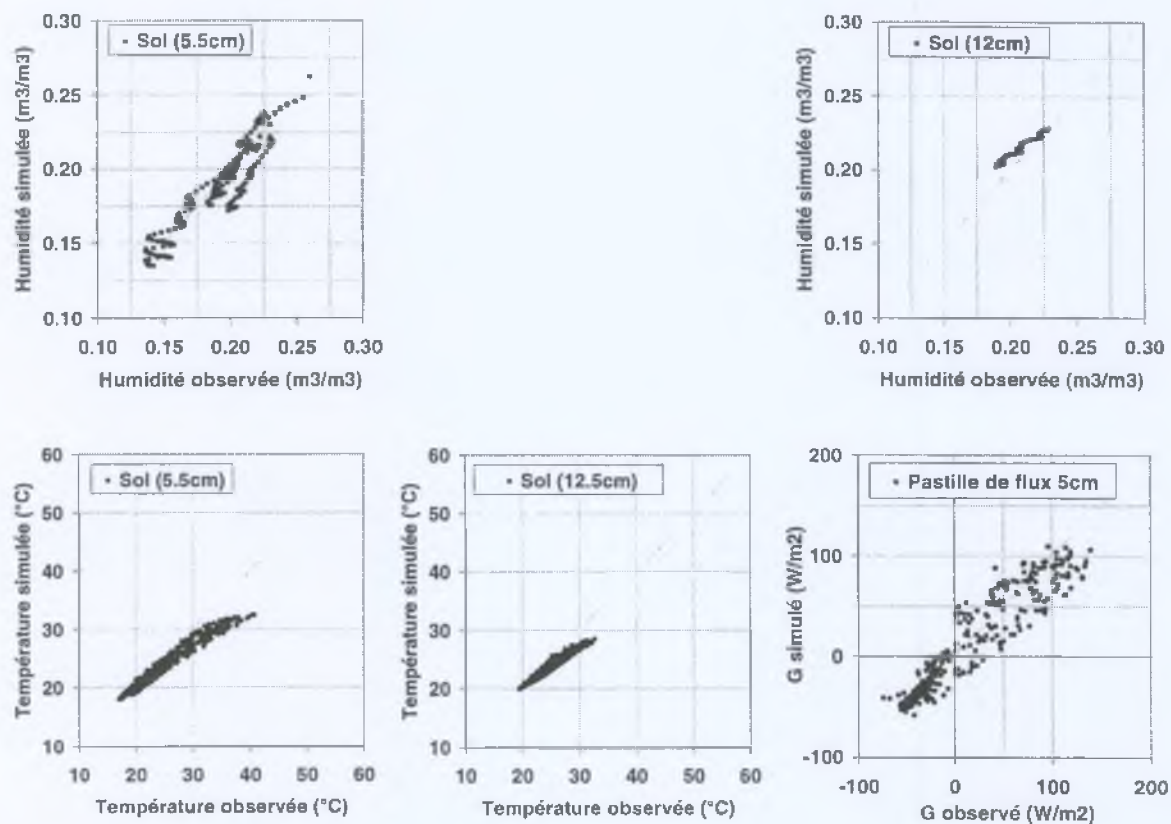 Humidité simulée (m3/m3)
0.30
0.25
0.20
0.15
0.10
• Sol (5.5cm)
0.10 0.15 0.20 0.25 0.30
Humidité observée (m3/m3)
Humidité simulée (m3/m3)
0.30
0.25
0.20
0.15
0.10
• Sol (12cm)
0.10 0.15 0.20 0.25 0.30
Humidité observée (m3/m3)
Température simulée (°C)
60
50
40
30
20
10
• Sol (5.5cm)
10 20 30 40 50 60
Température observée (°C)
Température simulée (°C)
60
50
40
30
20
10
• Sol (12.5cm)
10 20 30 40 50 60
Température observée (°C)
G simulé (W/m2)
200
100
0
-100
• Pastille de flux 5cm
-100 0 100 200
G observé (W/m2)